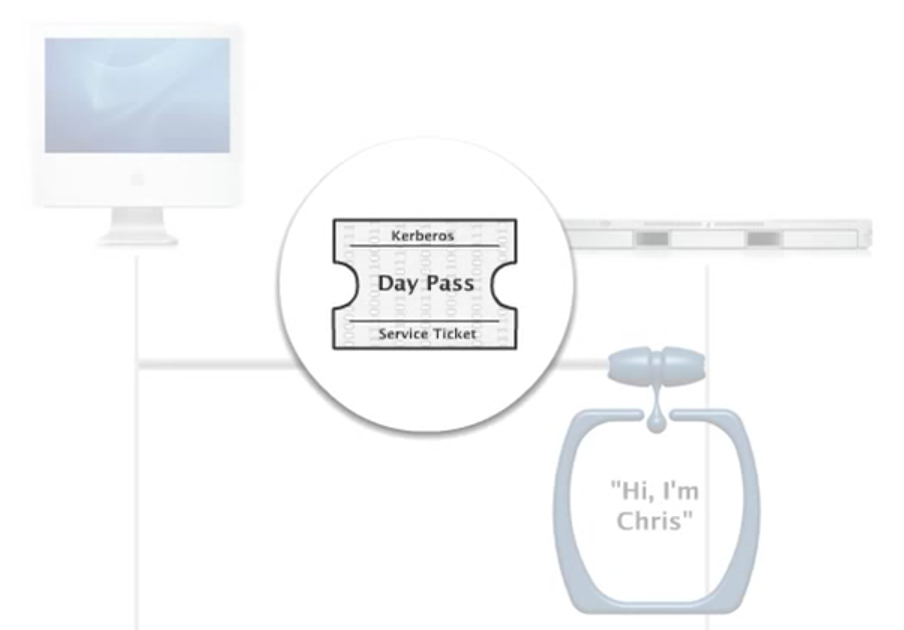 Kerberos
Day Pass
Service Ticket
"Hi, I'm
Chris"